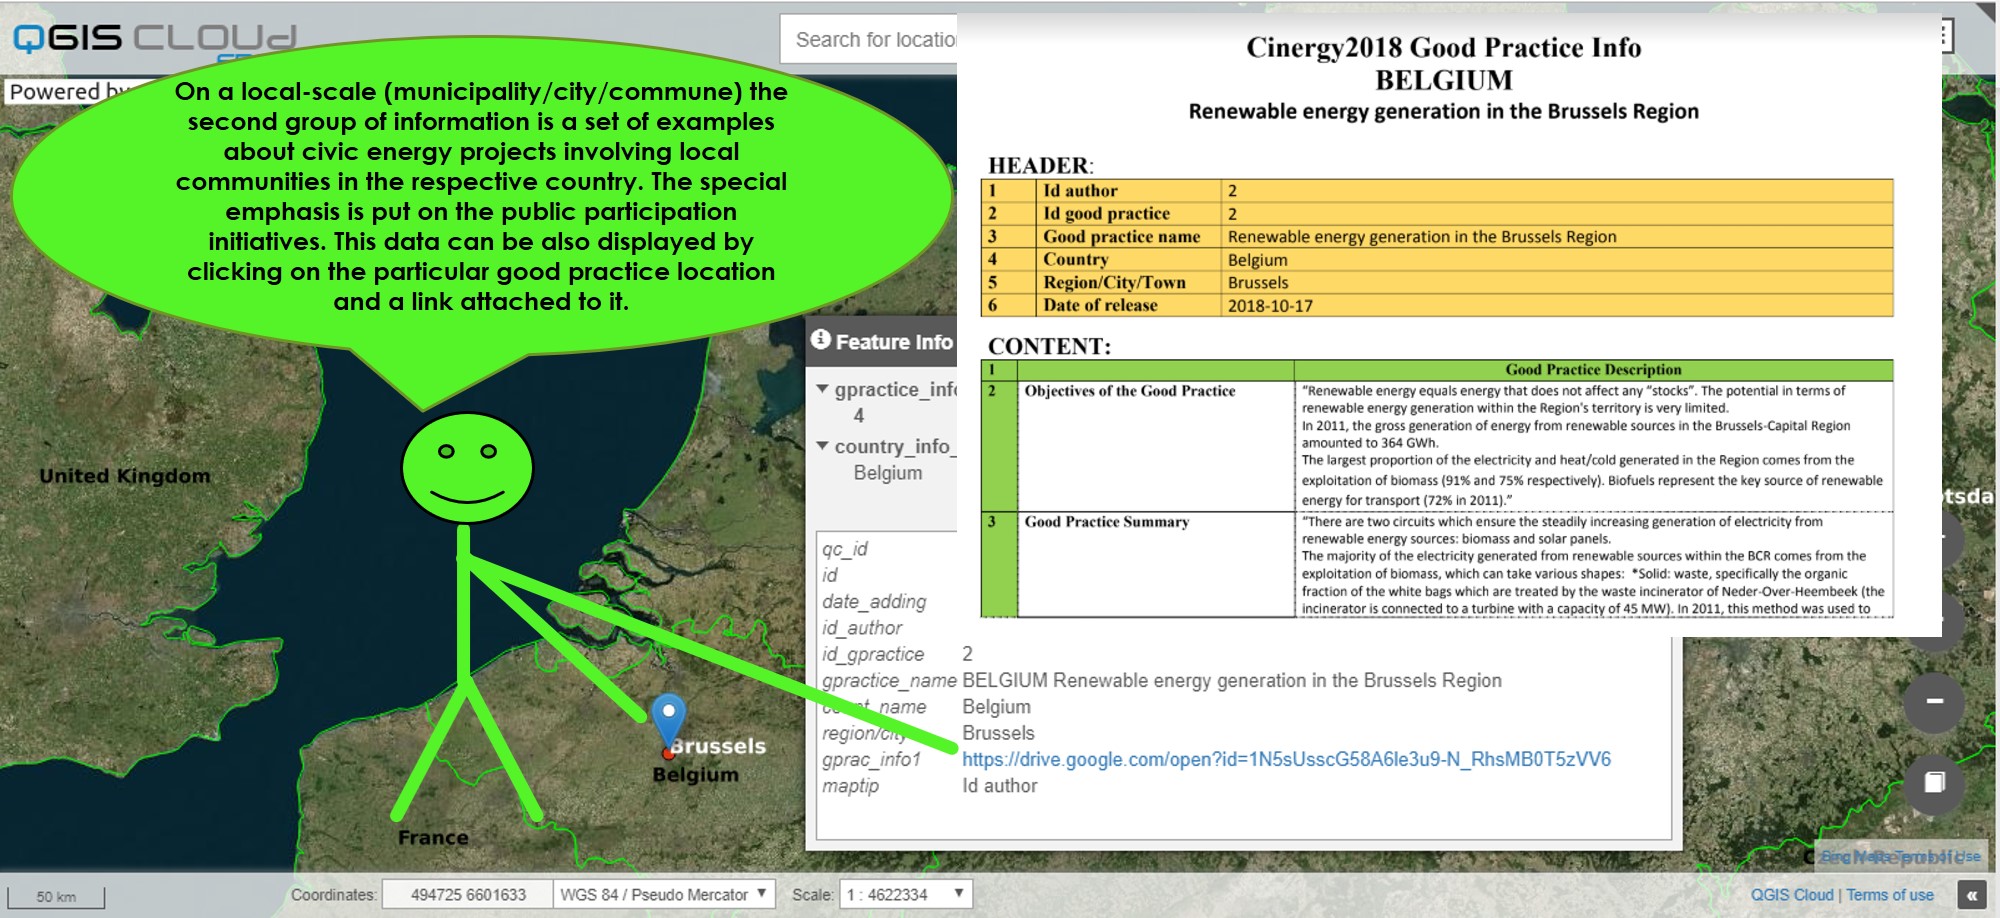 QGIS CLOUd
Search for locatio
Powered by
On a local-scale (municipality/city/commune) the
second group of information is a set of examples
about civic energy projects involving local
communities in the respective country. The special
emphasis is put on the public participation
initiatives. This data can be also displayed by
clicking on the particular good practice location
and a link attached to it.
Cinergy2018 Good Practice Info
BELGIUM
Renewable energy generation in the Brussels Region
HEADER:
1 Id author 2
2 Id good practice 2
3 Good practice name Renewable energy generation in the Brussels Region
4 Country Belgium
5 Region/City/Town Brussels
6 Date of release 2018-10-17
CONTENT:
1 Good Practice Description
2 Objectives of the Good Practice "Renewable energy equals energy that does not affect any "stocks". The potential in terms of
renewable energy generation within the Region's territory is very limited.
In 2011, the gross generation of energy from renewable sources in the Brussels-Capital Region
amounted to 364 GWh.
The largest proportion of the electricity and heat/cold generated in the Region comes from the
exploitation of biomass (91% and 75% respectively). Biofuels represent the key source of renewable
energy for transport (72% in 2011)."
3 Good Practice Summary "There are two circuits which ensure the steadily increasing generation of electricity from
renewable energy sources: biomass and solar panels.
The majority of the electricity generated from renewable sources within the BCR comes from the
exploitation of biomass, which can take various shapes: *Solid: waste, specifically the organic
fraction of the white bags which are treated by the waste incinerator of Neder-Over-Heembeek (the
incinerator is connected to a turbine with a capacity of 45 MW). In 2011, this method was used to
Feature Info
gpractice_info
4
country_info_
Belgium
qc_id
id
date_adding
id_author
id_gpractice 2
gpractice_name BELGIUM Renewable energy generation in the Brussels Region
count_name Belgium
region/city Brussels
gprac_info1 https://drive.google.com/open?id=1N5sUsscG58A6Ie3u9-N_RhsMB0T5zVV6
maptip Id author
United Kingdom
Brussels
Belgium
France
otsda
Bing Maps Terms of Use
50 km
Coordinates: 494725 6601633 WGS 84 / Pseudo Mercator Scale: 1 : 4622334
QGIS Cloud | Terms of use